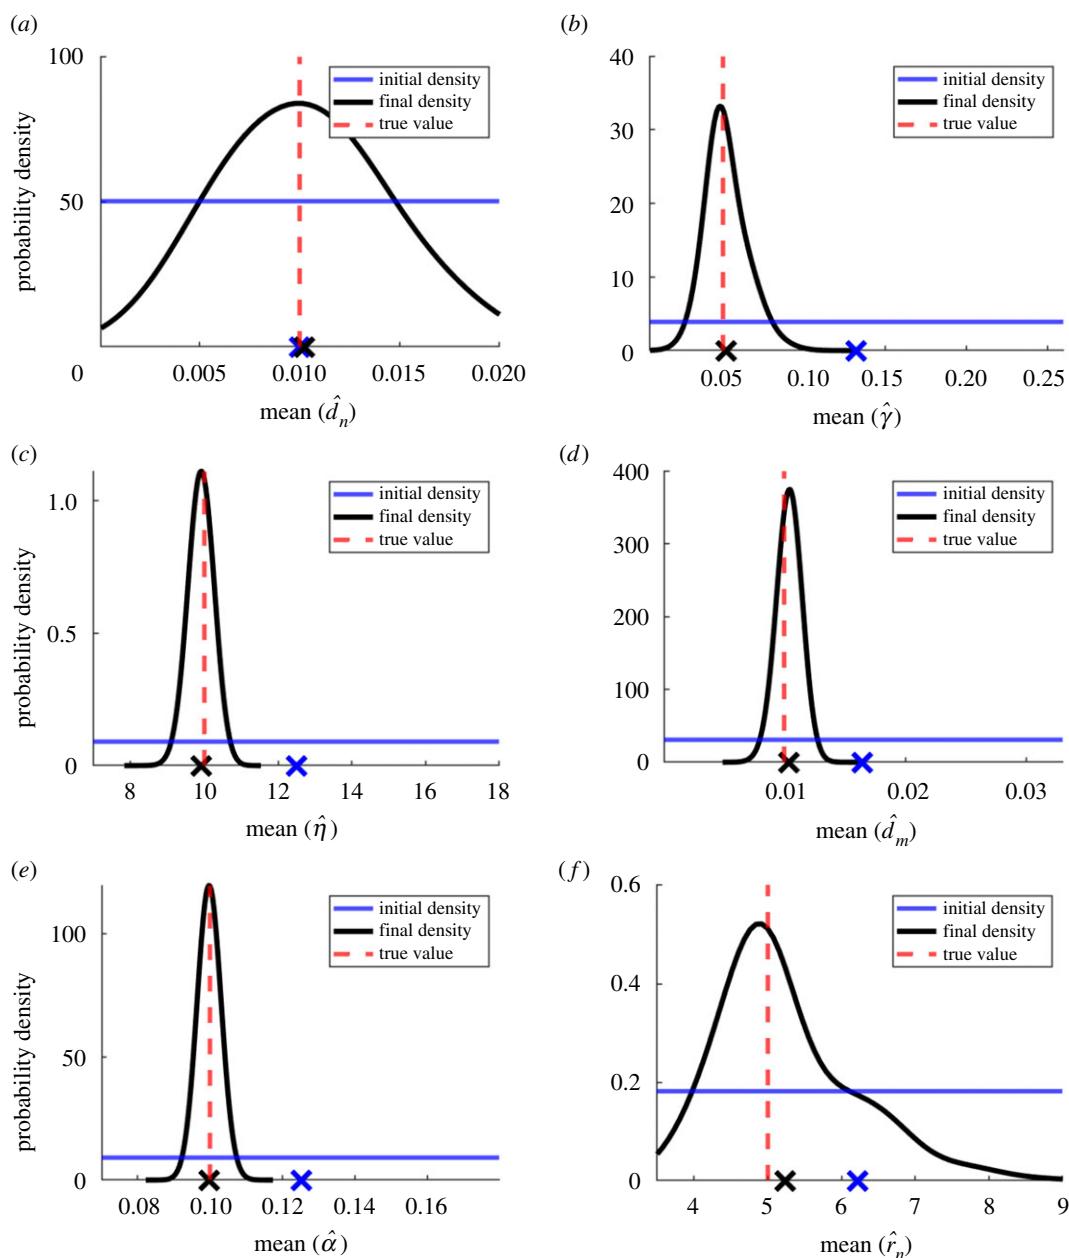 (a)
100
50
0
0.005
0.010
0.015
0.020
probability density
mean (d̂ₙ)
initial density
final density
true value
(b)
40
30
20
10
0
0.05
0.10
0.15
0.20
0.25
mean (γ̂)
initial density
final density
true value
(c)
1.0
0.5
0
8
10
12
14
16
18
probability density
mean (η̂)
initial density
final density
true value
(d)
400
300
200
100
0
0.01
0.02
0.03
mean (d̂ₘ)
initial density
final density
true value
(e)
100
50
0
0.08
0.10
0.12
0.14
0.16
probability density
mean (α̂)
initial density
final density
true value
(f)
0.6
0.4
0.2
0
4
5
6
7
8
9
mean (r̂ₙ)
initial density
final density
true value